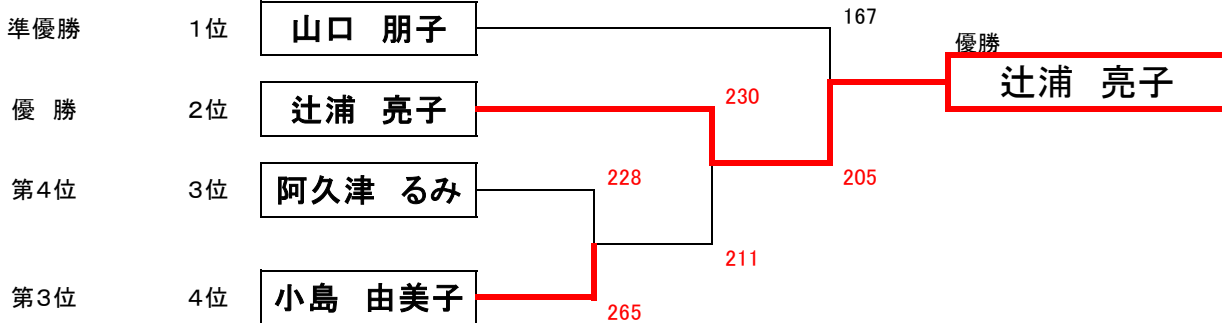 準優勝 1位 山口 朋子 167
優勝
辻浦 亮子
優 勝 2位 辻浦 亮子 230
第4位 3位 阿久津 るみ 228 205
211
第3位 4位 小島 由美子 265